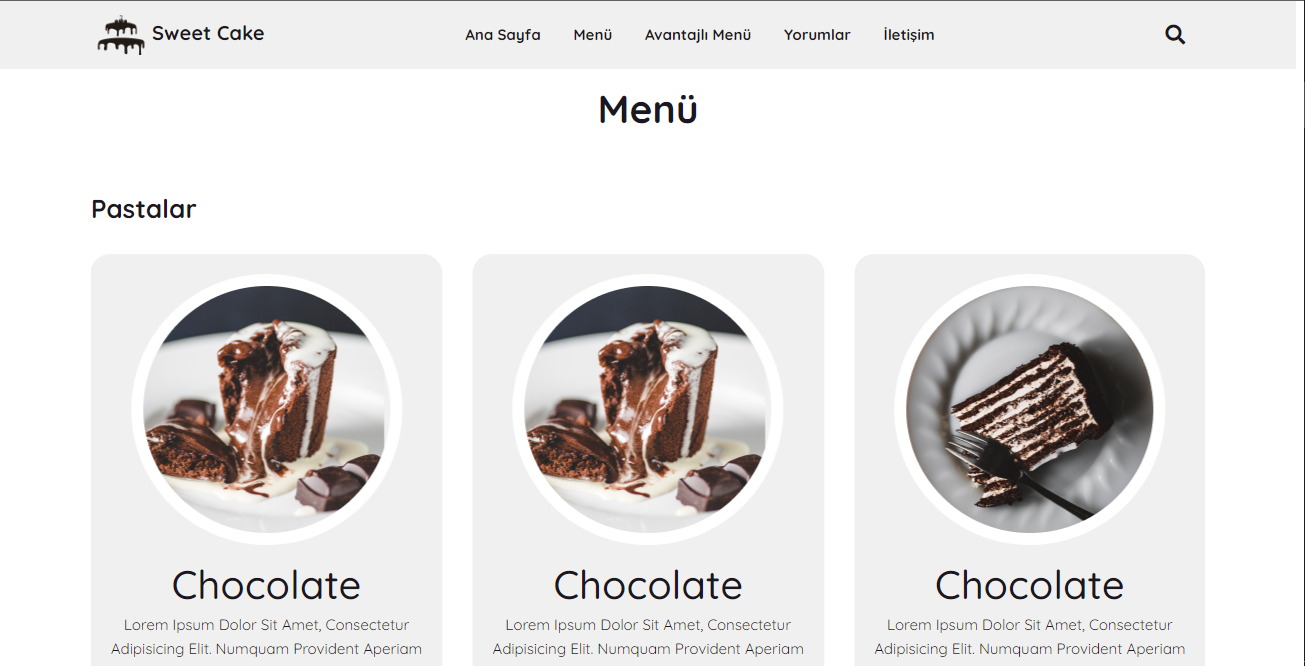 Sweet Cake
Ana Sayfa Menü Avantajlı Menü Yorumlar İletişim
Menü
Pastalar
Chocolate
Lorem Ipsum Dolor Sit Amet, Consectetur
Adipisicing Elit. Numquam Provident Aperiam
Chocolate
Lorem Ipsum Dolor Sit Amet, Consectetur
Adipisicing Elit. Numquam Provident Aperiam
Chocolate
Lorem Ipsum Dolor Sit Amet, Consectetur
Adipisicing Elit. Numquam Provident Aperiam